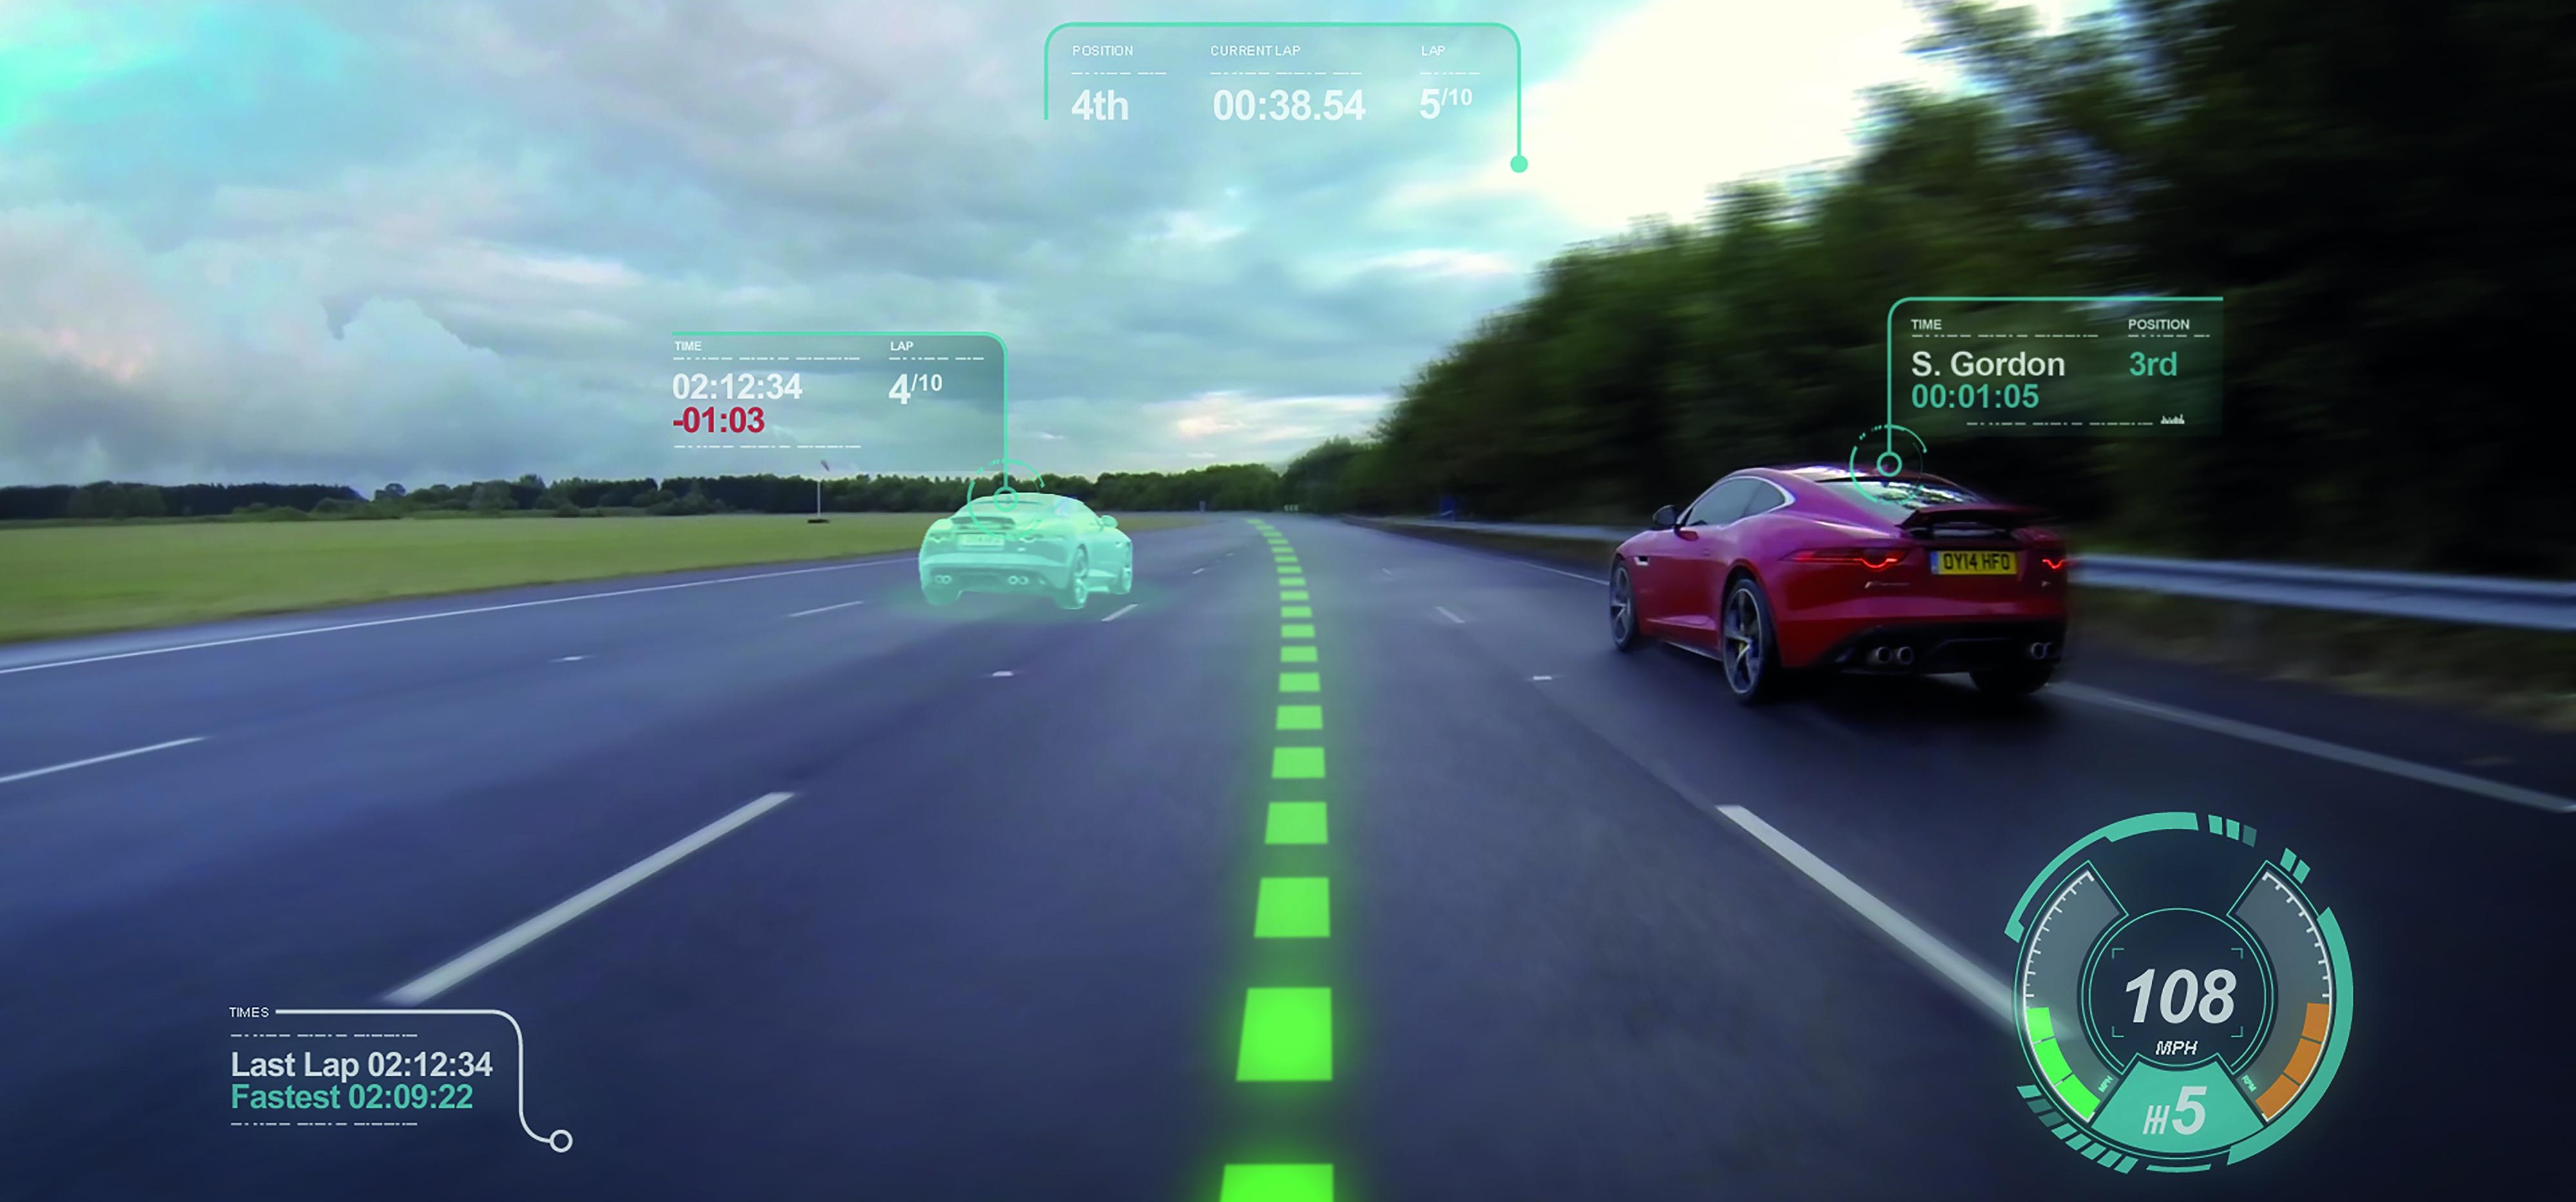 POSITION CURRENT LAP LAP
4th 00:38.54 5/10
TIME LAP
02:12:34 4/10
-01:03
TIME POSITION
S. Gordon 3rd
00:01:05
OY14 HFO
TIMES
Last Lap 02:12:34
Fastest 02:09:22
108
MPH
MPH RPM
5